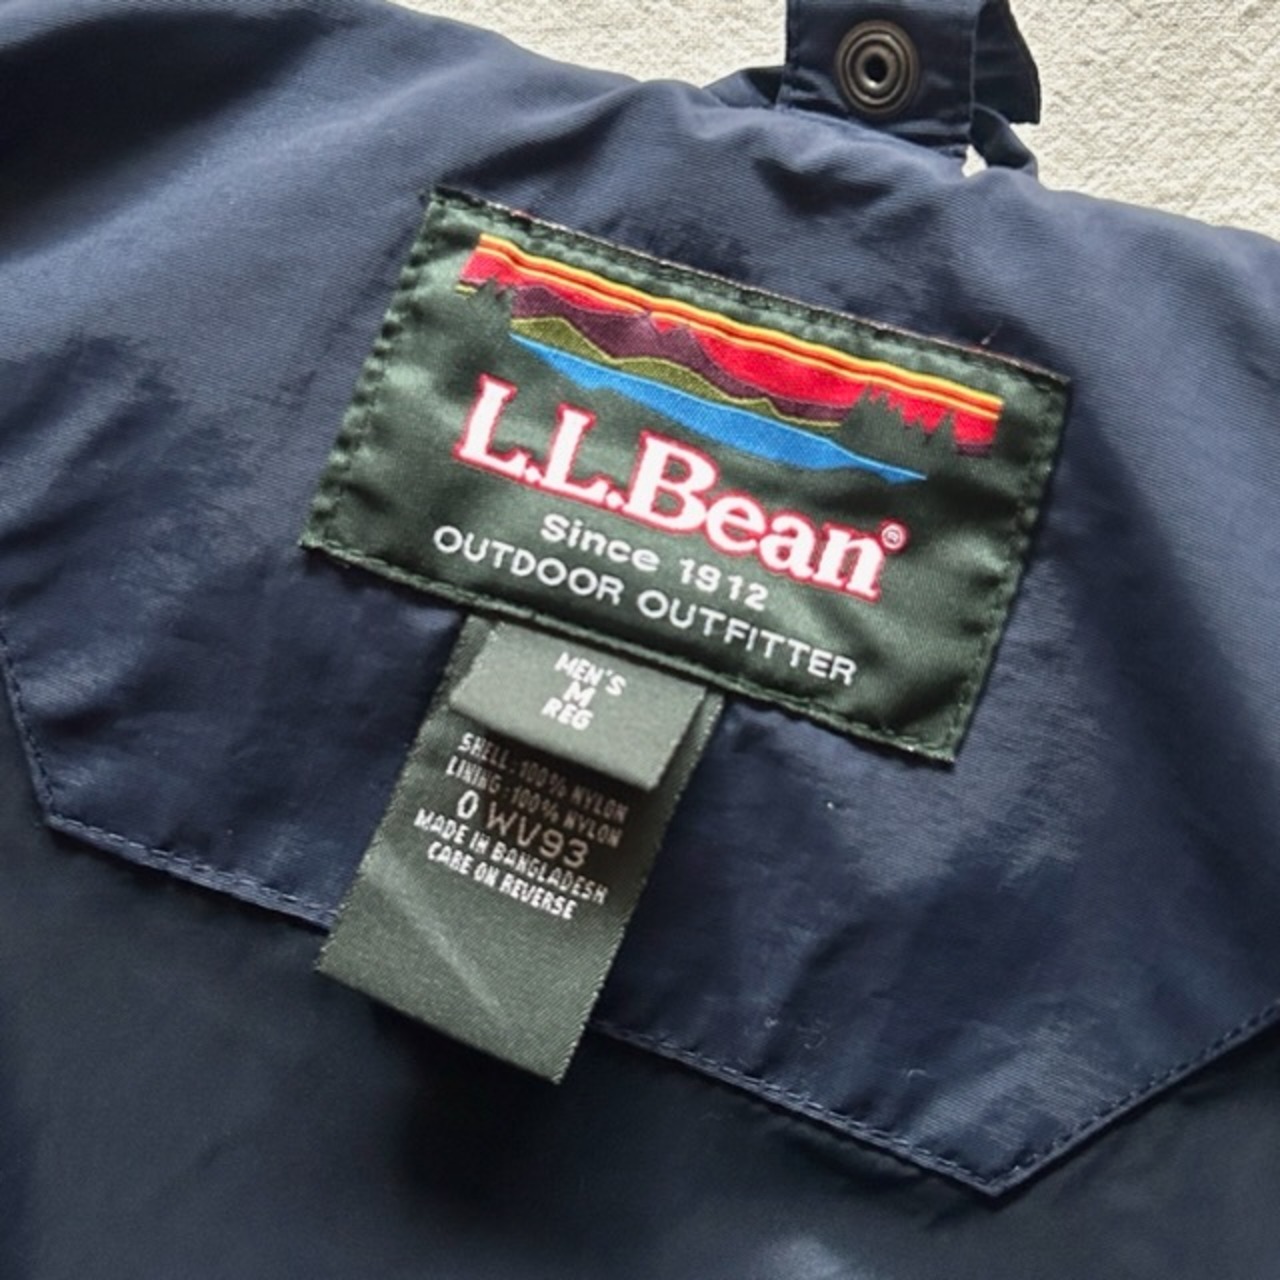 L.L.Bean®
Since 1912
OUTDOOR OUTFITTER
MEN'S
M
REG
SHELL: 100% NYLON
LINING: 100% NYLON
0 WV93
MADE IN BANGLADESH
CARE ON REVERSE